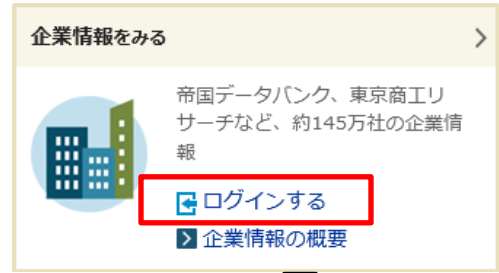 企業情報をみる
帝国データバンク、東京商工リ
サーチなど、約145万社の企業情
報
ログインする
企業情報の概要